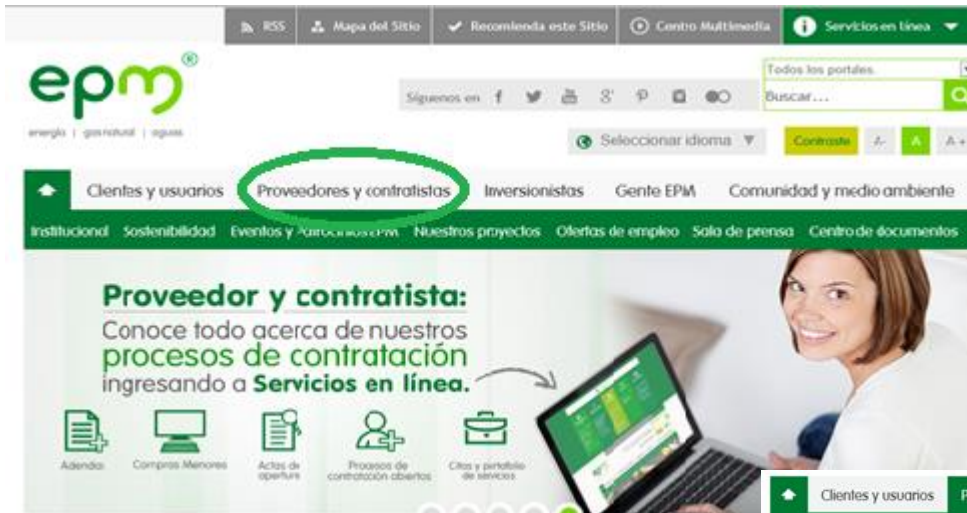 RSS Mapa del Sitio Recomienda este Sitio Centro Multimedia Servicios en línea
epm®
energía | gas natural | aguas
Todos los portales.
Síguenos en
Buscar...
Seleccionar idioma
Contraste A- A A+
Clientes y usuarios Proveedores y contratistas Inversionistas Gente EPM Comunidad y medio ambiente
Institucional Sostenibilidad Eventos y Patrocinios EPM Nuestros proyectos Ofertas de empleo Sala de prensa Centro de documentos
Proveedor y contratista:
Conoce todo acerca de nuestros
procesos de contratación
ingresando a Servicios en línea.
Adendas Compras Menores Actas de apertura Procesos de contratación abiertos Citas y portafolio de servicios
Clientes y usuarios P